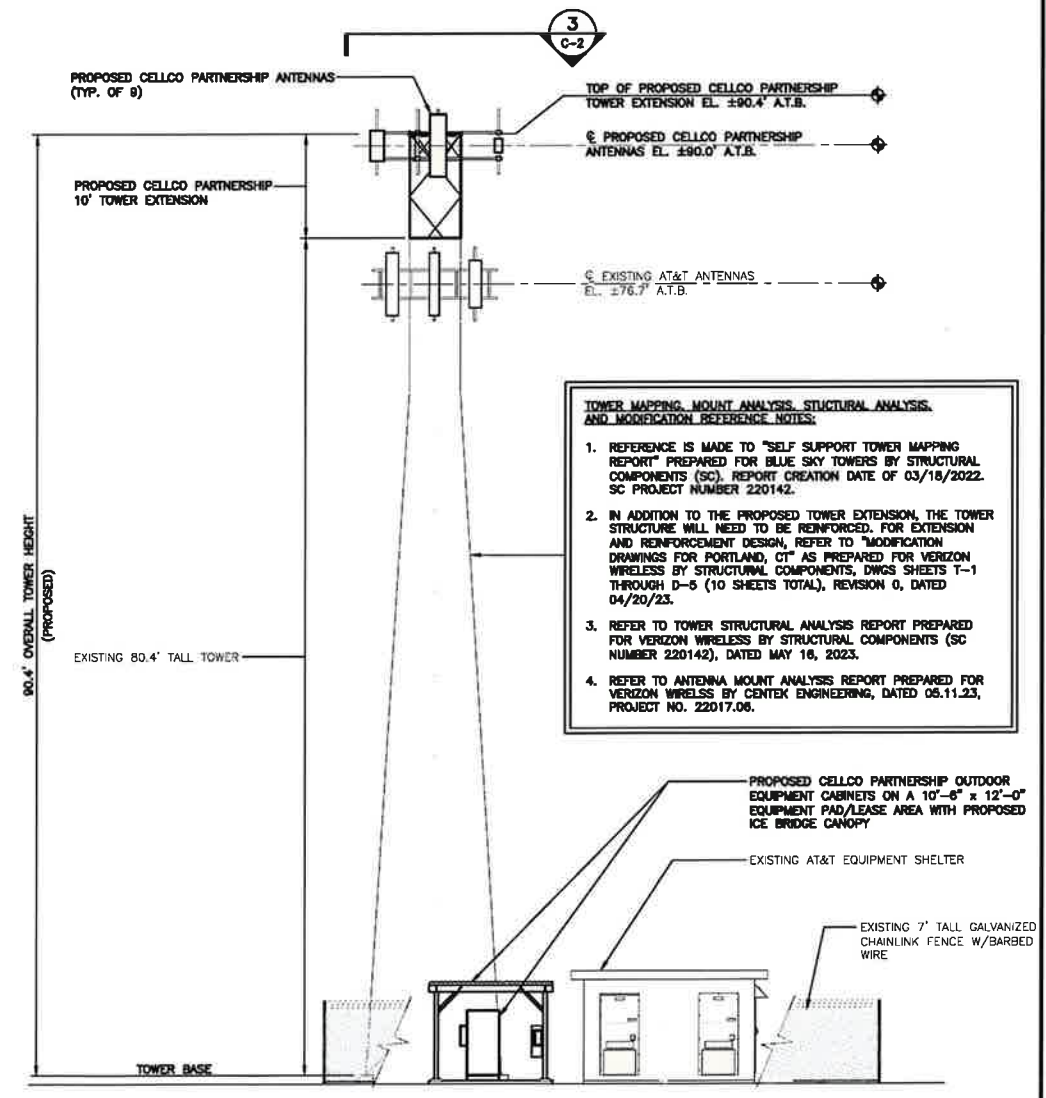 3
C-2
PROPOSED CELLCO PARTNERSHIP ANTENNAS
(TYP. OF 9)
TOP OF PROPOSED CELLCO PARTNERSHIP
TOWER EXTENSION EL. ±90.4' A.T.B.
℄ PROPOSED CELLCO PARTNERSHIP
ANTENNAS EL. ±90.0' A.T.B.
PROPOSED CELLCO PARTNERSHIP
10' TOWER EXTENSION
℄ EXISTING AT&T ANTENNAS
EL. ±76.7' A.T.B.
TOWER MAPPING, MOUNT ANALYSIS, STUCTURAL ANALYSIS,
AND MODIFICATION REFERENCE NOTES:
1. REFERENCE IS MADE TO "SELF SUPPORT TOWER MAPPING
REPORT" PREPARED FOR BLUE SKY TOWERS BY STRUCTURAL
COMPONENTS (SC). REPORT CREATION DATE OF 03/18/2022.
SC PROJECT NUMBER 220142.
2. IN ADDITION TO THE PROPOSED TOWER EXTENSION, THE TOWER
STRUCTURE WILL NEED TO BE REINFORCED. FOR EXTENSION
AND REINFORCEMENT DESIGN, REFER TO "MODIFICATION
DRAWINGS FOR PORTLAND, CT" AS PREPARED FOR VERIZON
WIRELESS BY STRUCTURAL COMPONENTS, DWGS SHEETS T-1
THROUGH D-5 (10 SHEETS TOTAL), REVISION 0, DATED
04/20/23.
3. REFER TO TOWER STRUCTURAL ANALYSIS REPORT PREPARED
FOR VERIZON WIRELESS BY STRUCTURAL COMPONENTS (SC
NUMBER 220142), DATED MAY 16, 2023.
4. REFER TO ANTENNA MOUNT ANALYSIS REPORT PREPARED FOR
VERIZON WIRELSS BY CENTEK ENGINEERING, DATED 05.11.23,
PROJECT NO. 22017.06.
90.4' OVERALL TOWER HEIGHT
(PROPOSED)
EXISTING 80.4' TALL TOWER
PROPOSED CELLCO PARTNERSHIP OUTDOOR
EQUIPMENT CABINETS ON A 10'-6" x 12'-0"
EQUIPMENT PAD/LEASE AREA WITH PROPOSED
ICE BRIDGE CANOPY
EXISTING AT&T EQUIPMENT SHELTER
EXISTING 7' TALL GALVANIZED
CHAINLINK FENCE W/BARBED
WIRE
TOWER BASE